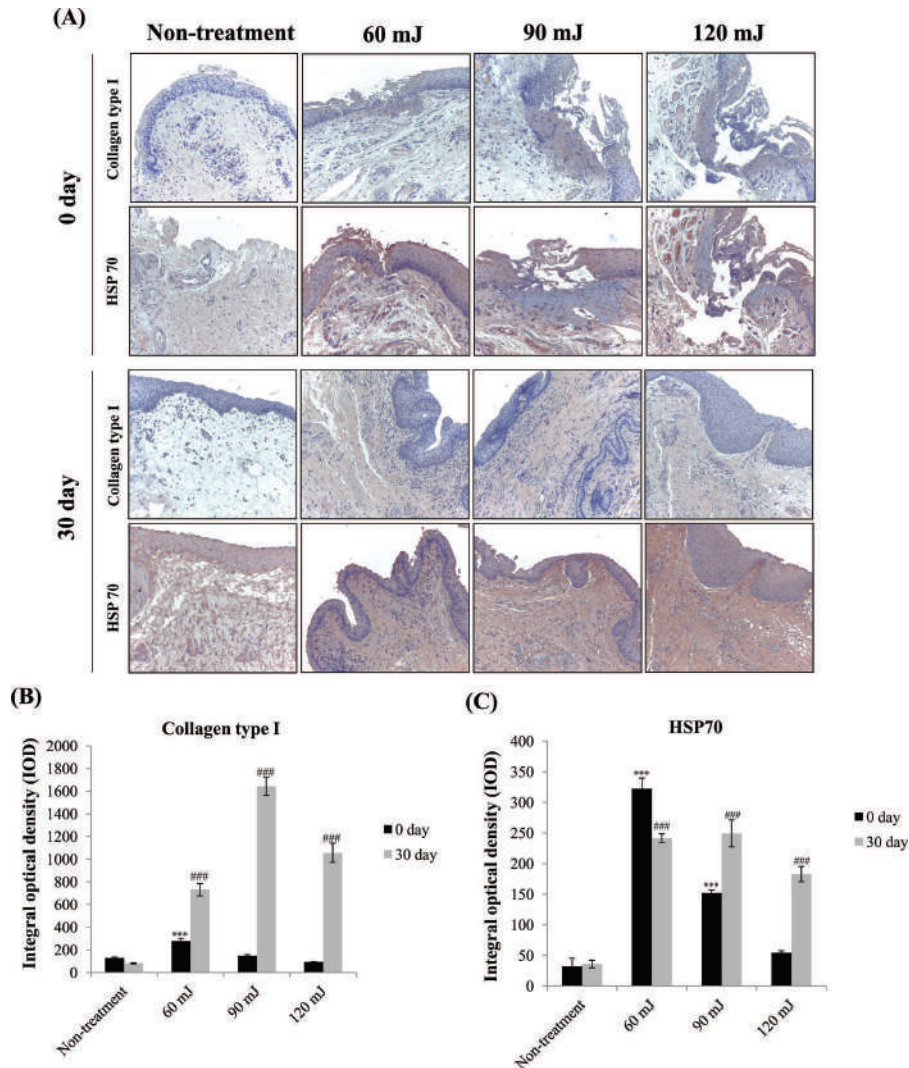 (A)
Non-treatment 60 mJ 90 mJ 120 mJ
0 day
Collagen type I
HSP 70
30 day
Collagen type I
HSP 70
(B)
Collagen type I
Integral optical density (IOD)
2000
1800
1600
1400
1200
1000
800
600
400
200
0
***
###
###
###
0 day
30 day
Non-treatment
60 mJ
90 mJ
120 mJ
(C)
HSP70
Integral optical density (IOD)
400
350
300
250
200
150
100
50
0
***
###
***
###
###
0 day
30 day
Non-treatment
60 mJ
90 mJ
120 mJ